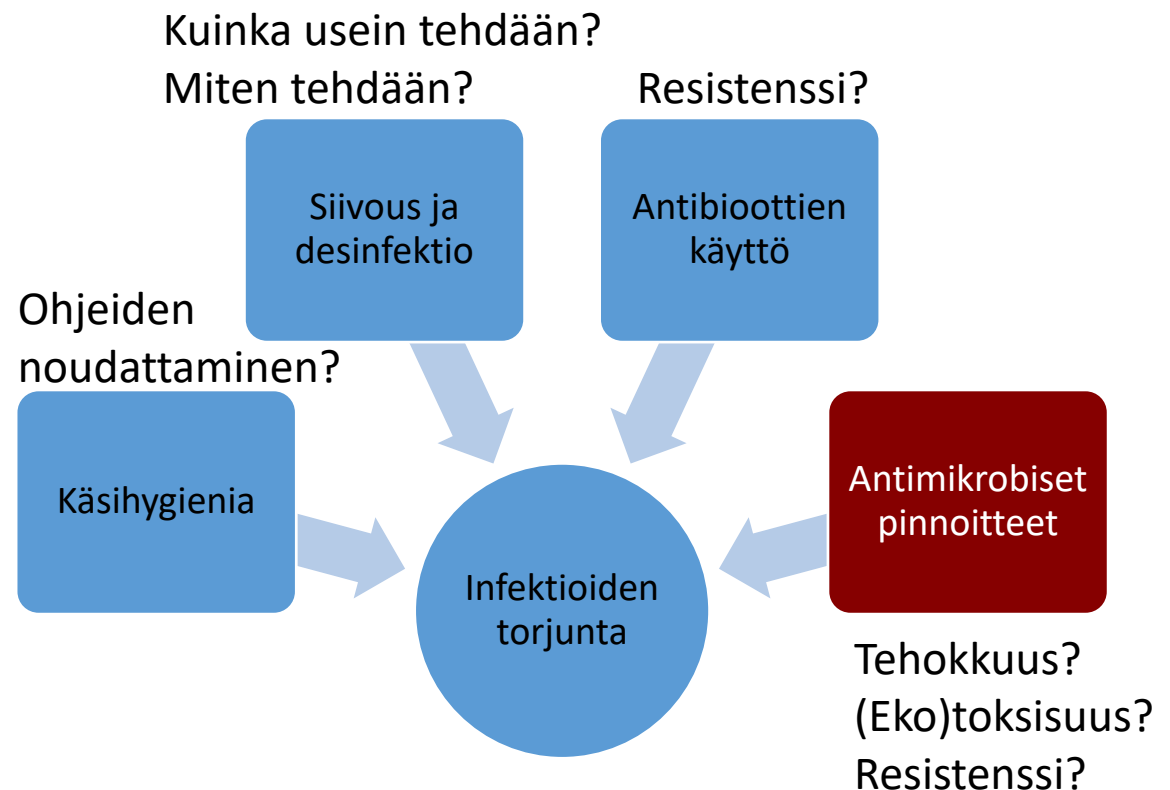 Kuinka usein tehdään?
Miten tehdään?
Resistenssi?
Siivous ja
desinfektio
Antibioottien
käyttö
Ohjeiden
noudattaminen?
Käsihygienia
Antimikrobiset
pinnoitteet
Infektioiden
torjunta
Tehokkuus?
(Eko)toksisuus?
Resistenssi?